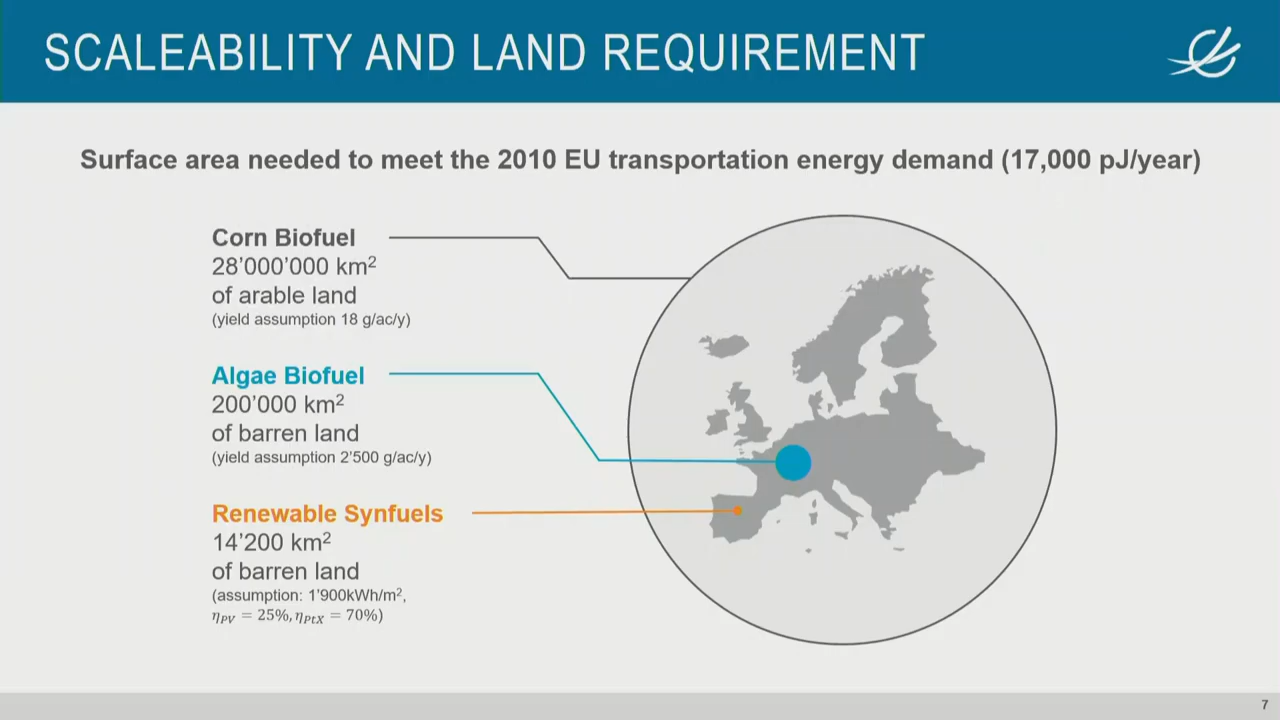 SCALEABILITY AND LAND REQUIREMENT
Surface area needed to meet the 2010 EU transportation energy demand (17,000 pJ/year)
Corn Biofuel
28’000’000 km²
of arable land
(yield assumption 18 g/ac/y)
Algae Biofuel
200’000 km²
of barren land
(yield assumption 2’500 g/ac/y)
Renewable Synfuels
14’200 km²
of barren land
(assumption: 1’900kWh/m²,
ηPV = 25%, ηPtX = 70%)
7